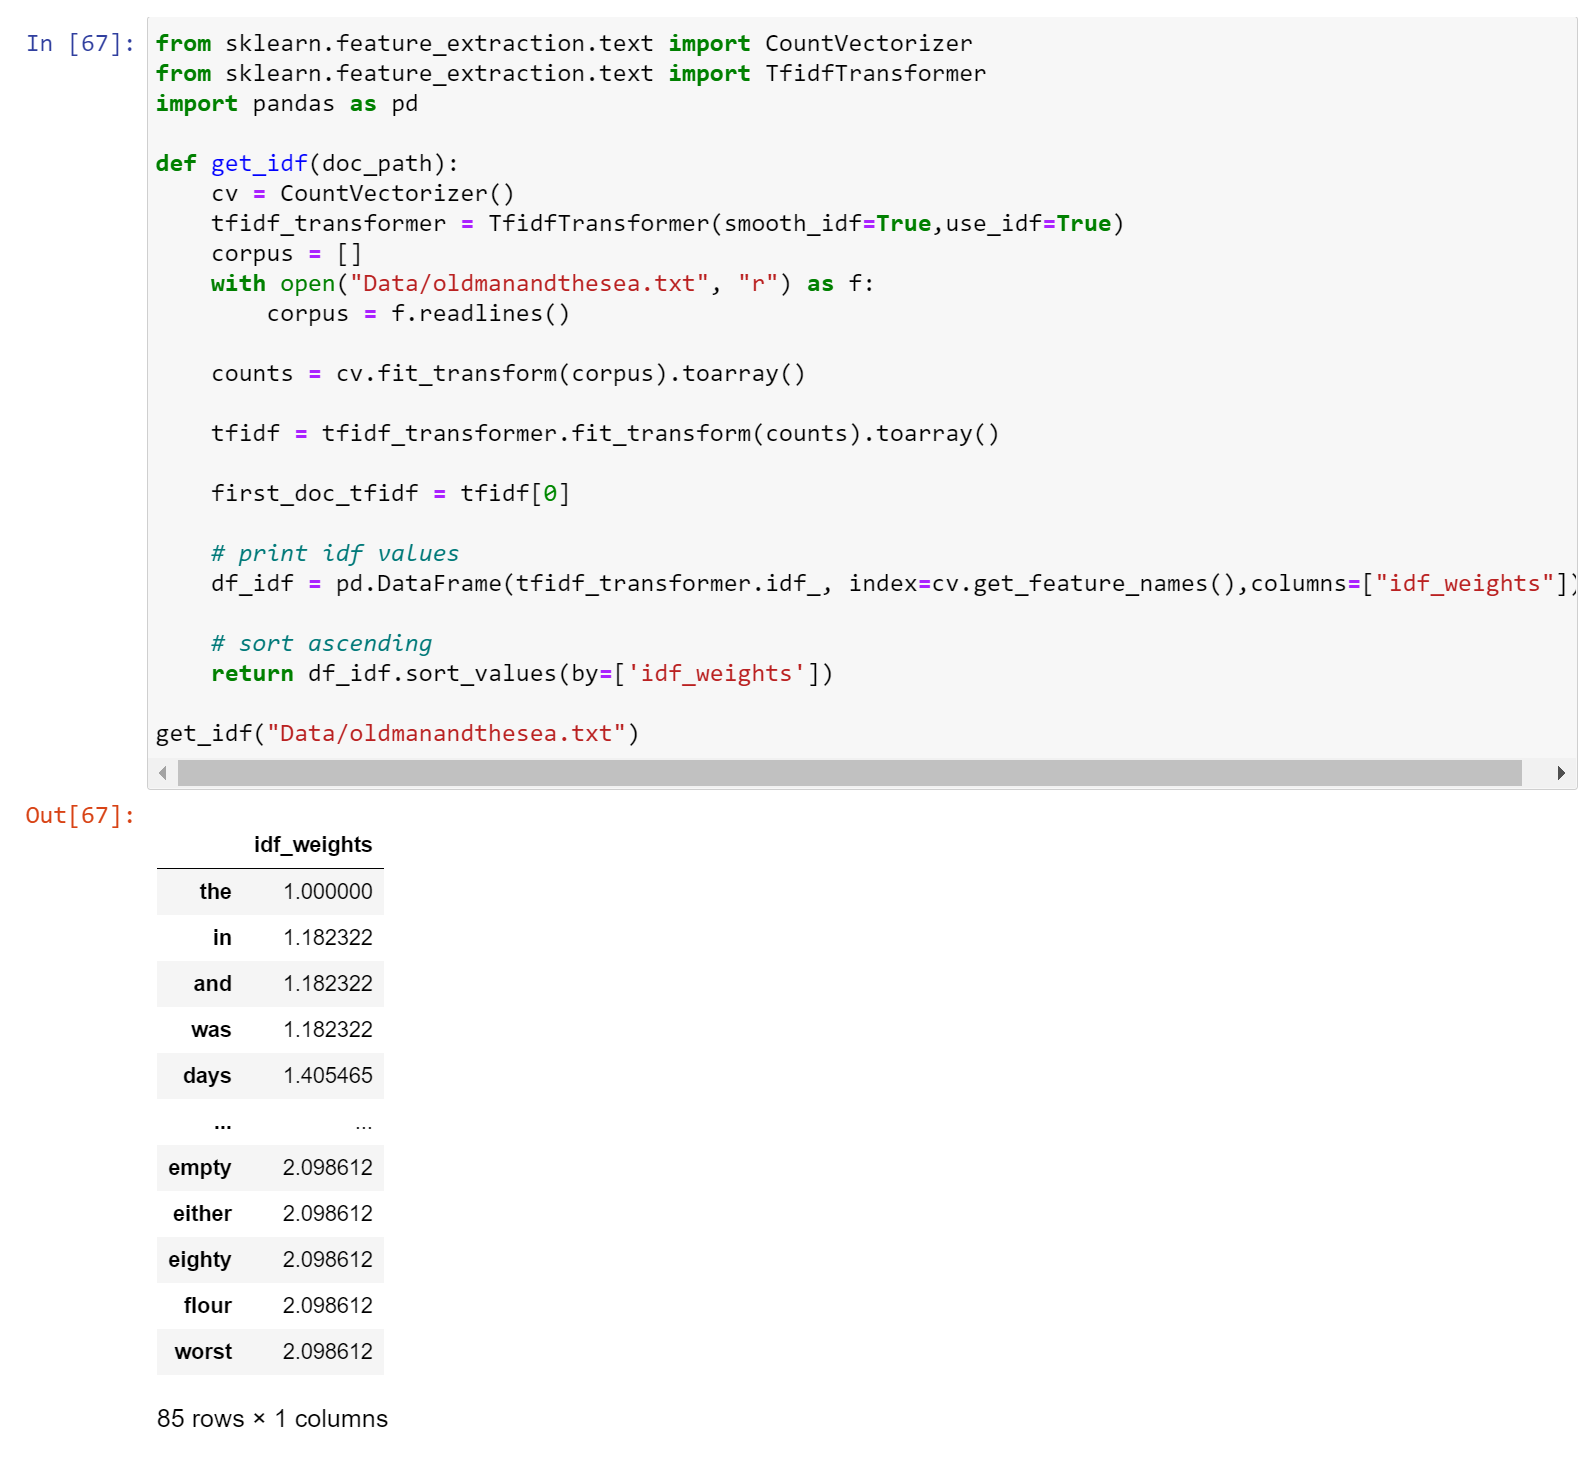 In [67]: from sklearn.feature_extraction.text import CountVectorizer
from sklearn.feature_extraction.text import TfidfTransformer
import pandas as pd

def get_idf(doc_path):
    cv = CountVectorizer()
    tfidf_transformer = TfidfTransformer(smooth_idf=True,use_idf=True)
    corpus = []
    with open("Data/oldmanandthesea.txt", "r") as f:
        corpus = f.readlines()

    counts = cv.fit_transform(corpus).toarray()

    tfidf = tfidf_transformer.fit_transform(counts).toarray()

    first_doc_tfidf = tfidf[0]

    # print idf values
    df_idf = pd.DataFrame(tfidf_transformer.idf_, index=cv.get_feature_names(),columns=["idf_weights"])

    # sort ascending
    return df_idf.sort_values(by=['idf_weights'])

get_idf("Data/oldmanandthesea.txt")
Out[67]:
idf_weights
the 1.000000
in 1.182322
and 1.182322
was 1.182322
days 1.405465
... ...
empty 2.098612
either 2.098612
eighty 2.098612
flour 2.098612
worst 2.098612
85 rows × 1 columns